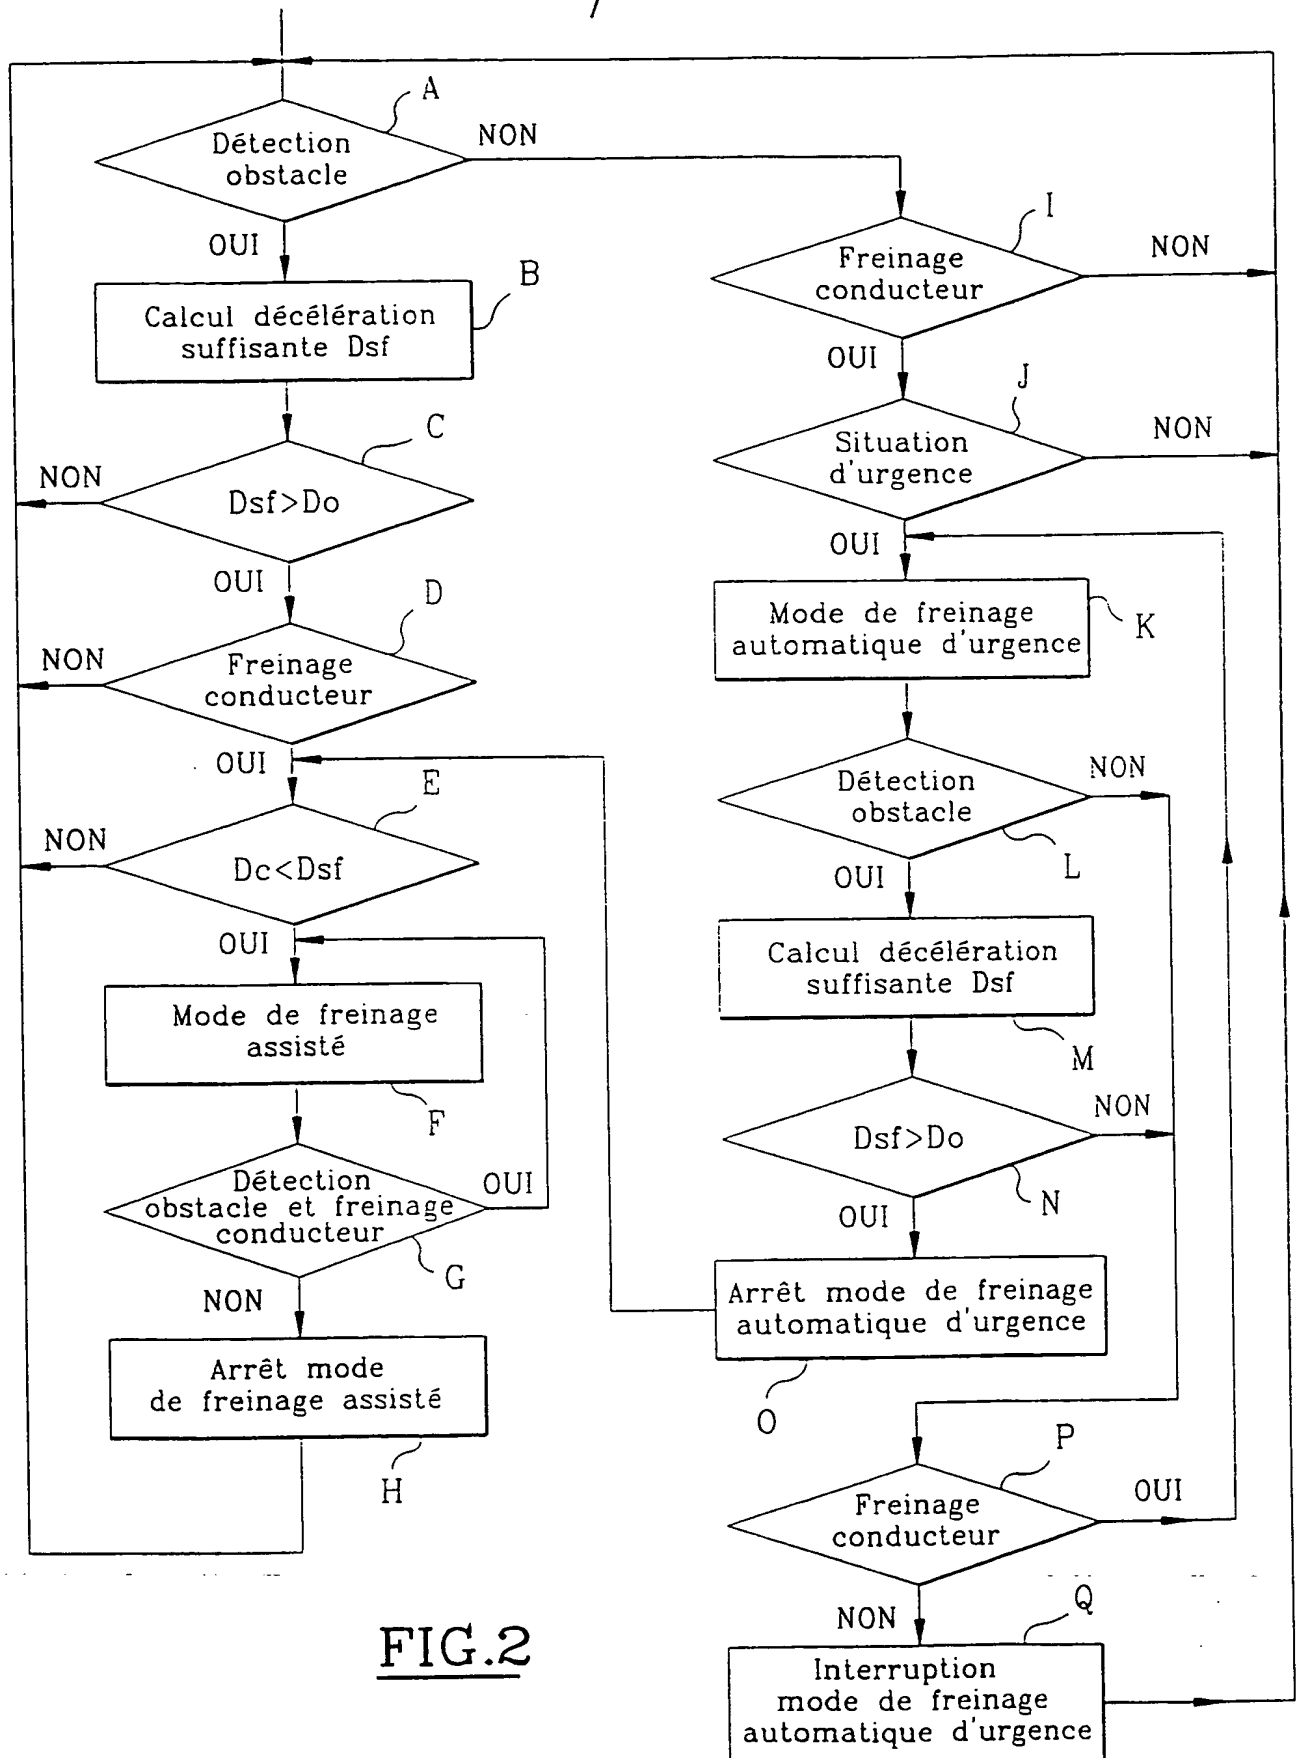 A
Détection
obstacle
NON
OUI
B
Calcul décélération
suffisante Dsf
C
NON
Dsf>Do
OUI
D
NON
Freinage
conducteur
OUI
E
NON
Dc<Dsf
OUI
Mode de freinage
assisté
F
Détection
obstacle et freinage
conducteur
OUI
G
NON
Arrêt mode
de freinage assisté
H
I
Freinage
conducteur
NON
OUI
J
Situation
d'urgence
NON
OUI
Mode de freinage
automatique d'urgence
K
Détection
obstacle
NON
L
OUI
Calcul décélération
suffisante Dsf
M
Dsf>Do
NON
N
OUI
Arrêt mode de freinage
automatique d'urgence
O
P
Freinage
conducteur
OUI
NON
Q
Interruption
mode de freinage
automatique d'urgence
FIG.2